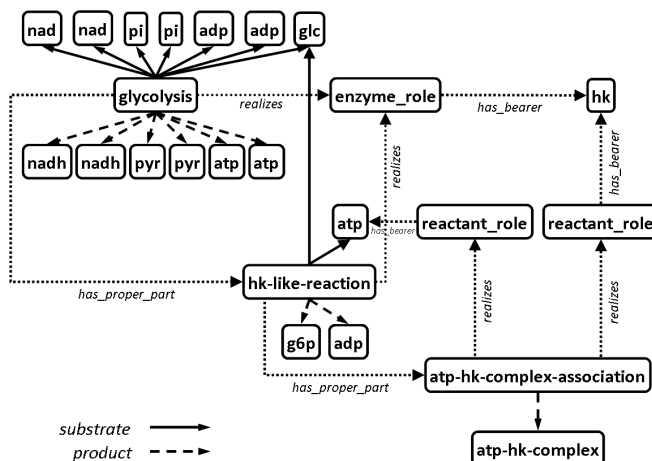 nad nad pi pi adp adp glc
glycolysis realizes enzyme_role has_bearer hk
nadh nadh pyr pyr atp atp
realizes
has_bearer
atp has_bearer reactant_role reactant_role
has_proper_part hk-like-reaction
realizes realizes
g6p adp
has_proper_part atp-hk-complex-association
substrate
product atp-hk-complex